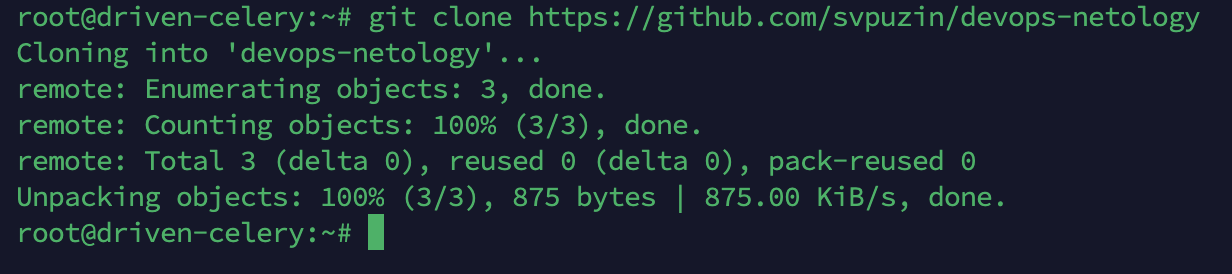 root@driven-celery:~# git clone https://github.com/svpuzin/devops-netology
Cloning into 'devops-netology'...
remote: Enumerating objects: 3, done.
remote: Counting objects: 100% (3/3), done.
remote: Total 3 (delta 0), reused 0 (delta 0), pack-reused 0
Unpacking objects: 100% (3/3), 875 bytes | 875.00 KiB/s, done.
root@driven-celery:~#